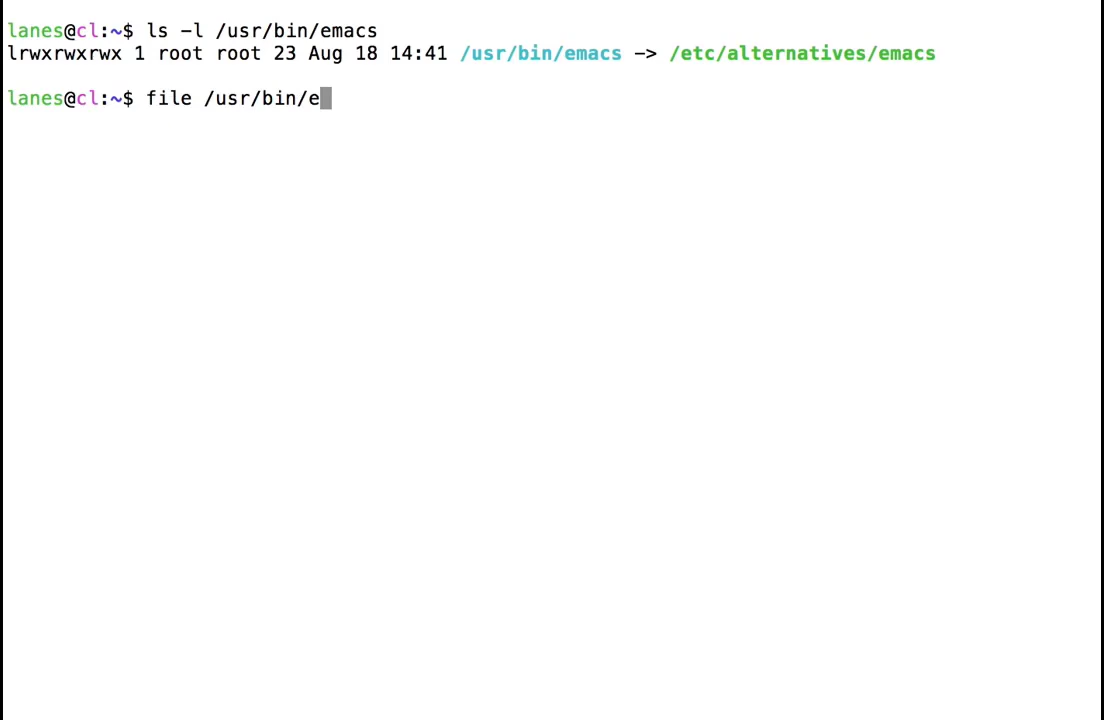 lanes@cl:~$ ls -l /usr/bin/emacs
lrwxrwxrwx 1 root root 23 Aug 18 14:41 /usr/bin/emacs -> /etc/alternatives/emacs
lanes@cl:~$ file /usr/bin/e